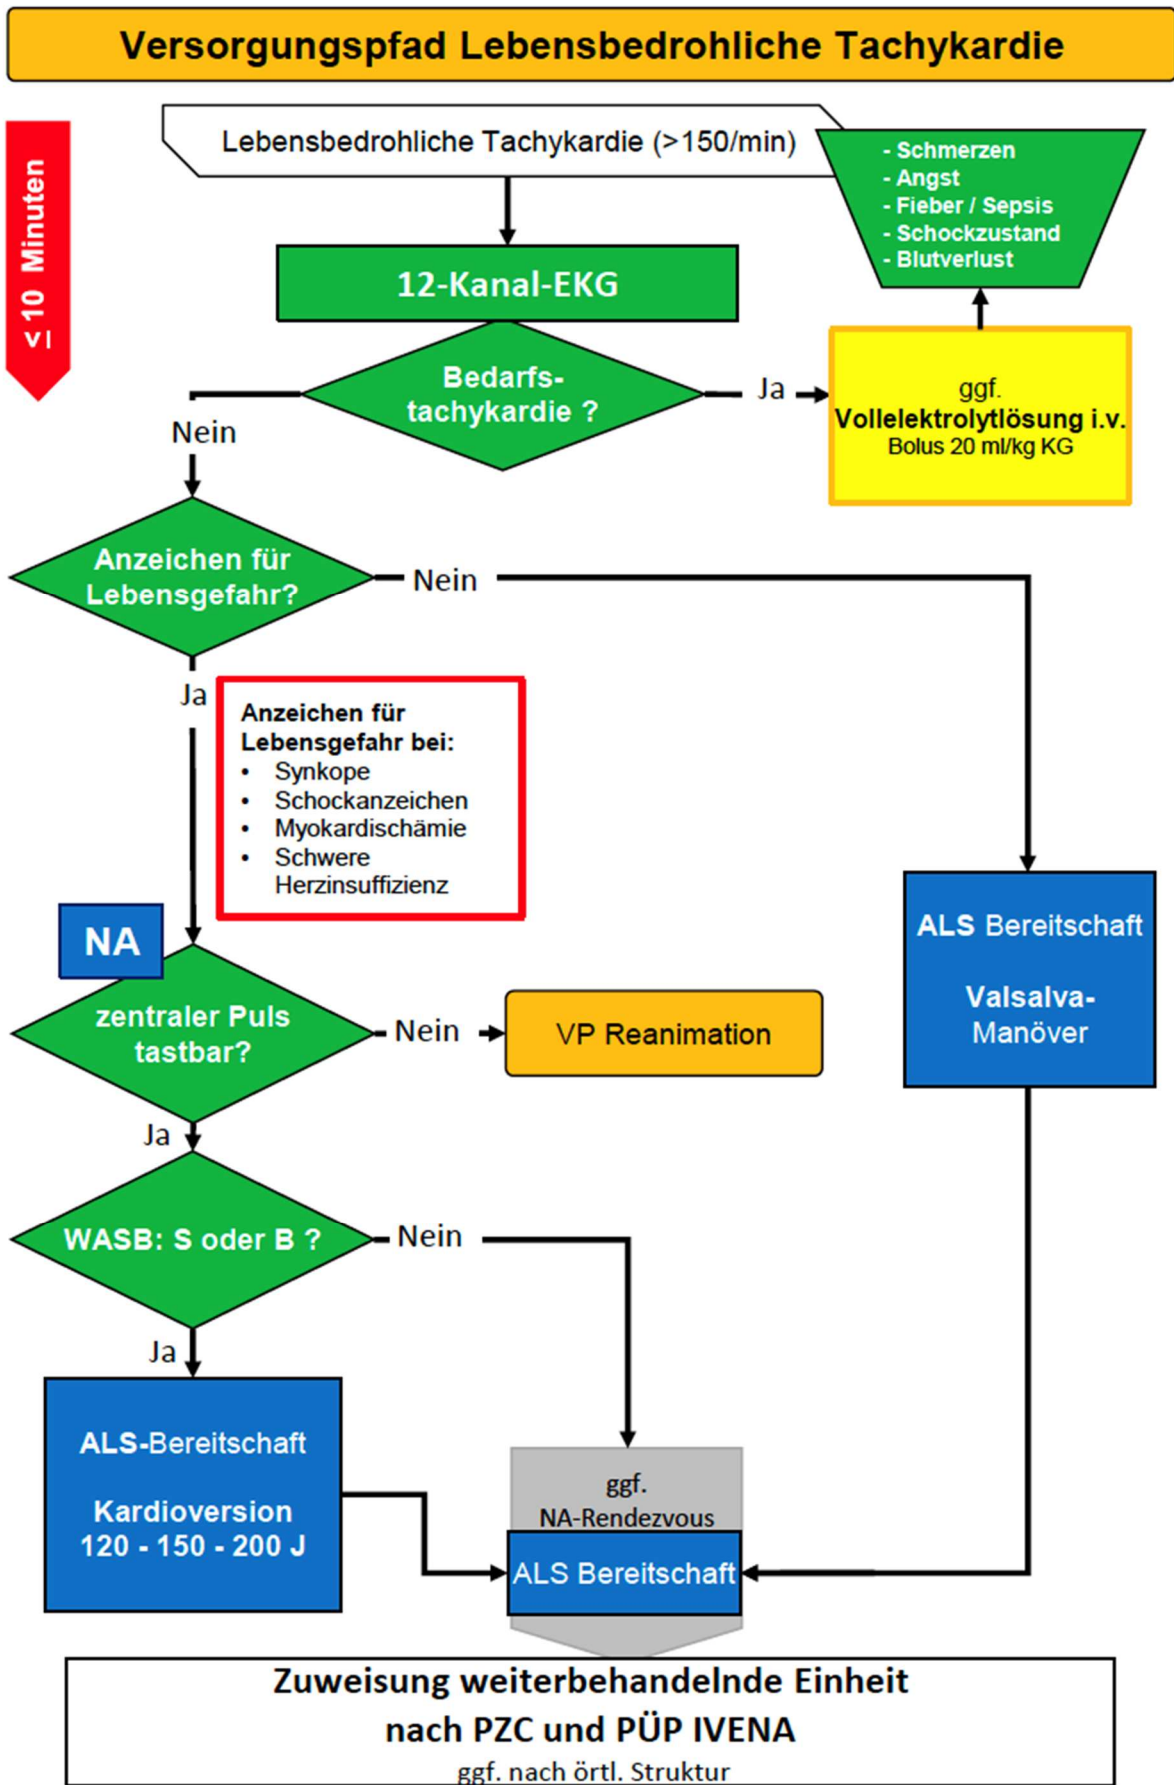 Versorgungspfad Lebensbedrohliche Tachykardie
≤ 10 Minuten
Lebensbedrohliche Tachykardie (>150/min)
- Schmerzen
- Angst
- Fieber / Sepsis
- Schockzustand
- Blutverlust
12-Kanal-EKG
Bedarfs-
tachykardie ?
Ja
ggf.
Vollelektrolytlösung i.v.
Bolus 20 ml/kg KG
Nein
Anzeichen für
Lebensgefahr?
Nein
Ja
Anzeichen für
Lebensgefahr bei:
• Synkope
• Schockanzeichen
• Myokardischämie
• Schwere
Herzinsuffizienz
ALS Bereitschaft
Valsalva-
Manöver
NA
zentraler Puls
tastbar?
Nein
VP Reanimation
Ja
WASB: S oder B ?
Nein
Ja
ALS-Bereitschaft
Kardioversion
120 - 150 - 200 J
ggf.
NA-Rendezvous
ALS Bereitschaft
Zuweisung weiterbehandelnde Einheit
nach PZC und PÜP IVENA
ggf. nach örtl. Struktur